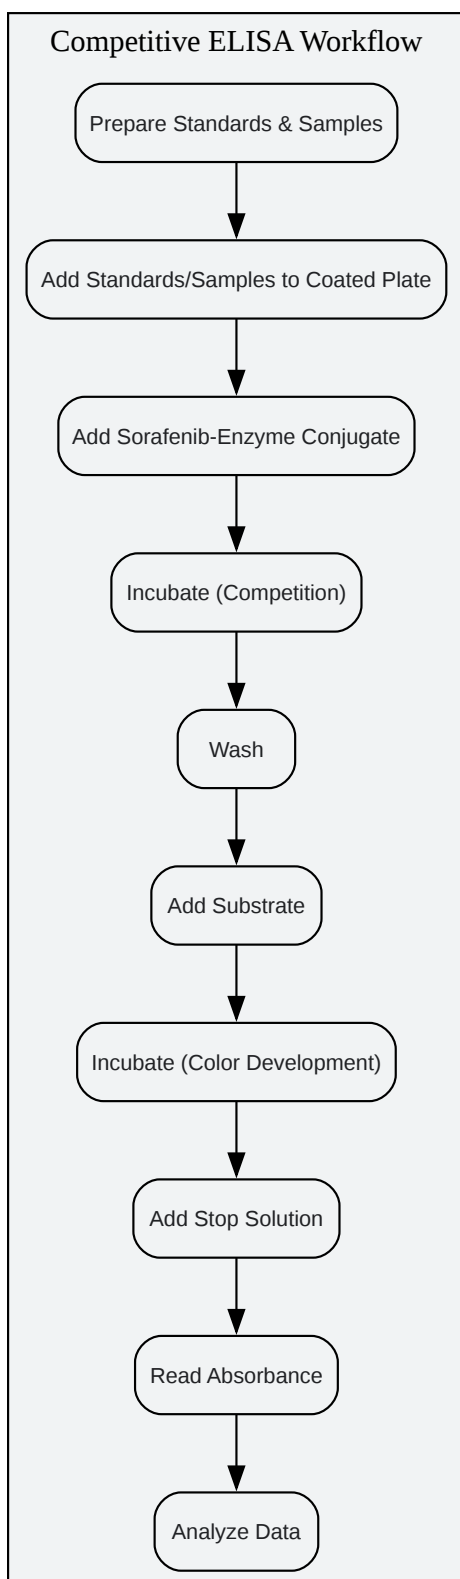 Competitive ELISA Workflow
Prepare Standards & Samples
Add Standards/Samples to Coated Plate
Add Sorafenib-Enzyme Conjugate
Incubate (Competition)
Wash
Add Substrate
Incubate (Color Development)
Add Stop Solution
Read Absorbance
Analyze Data